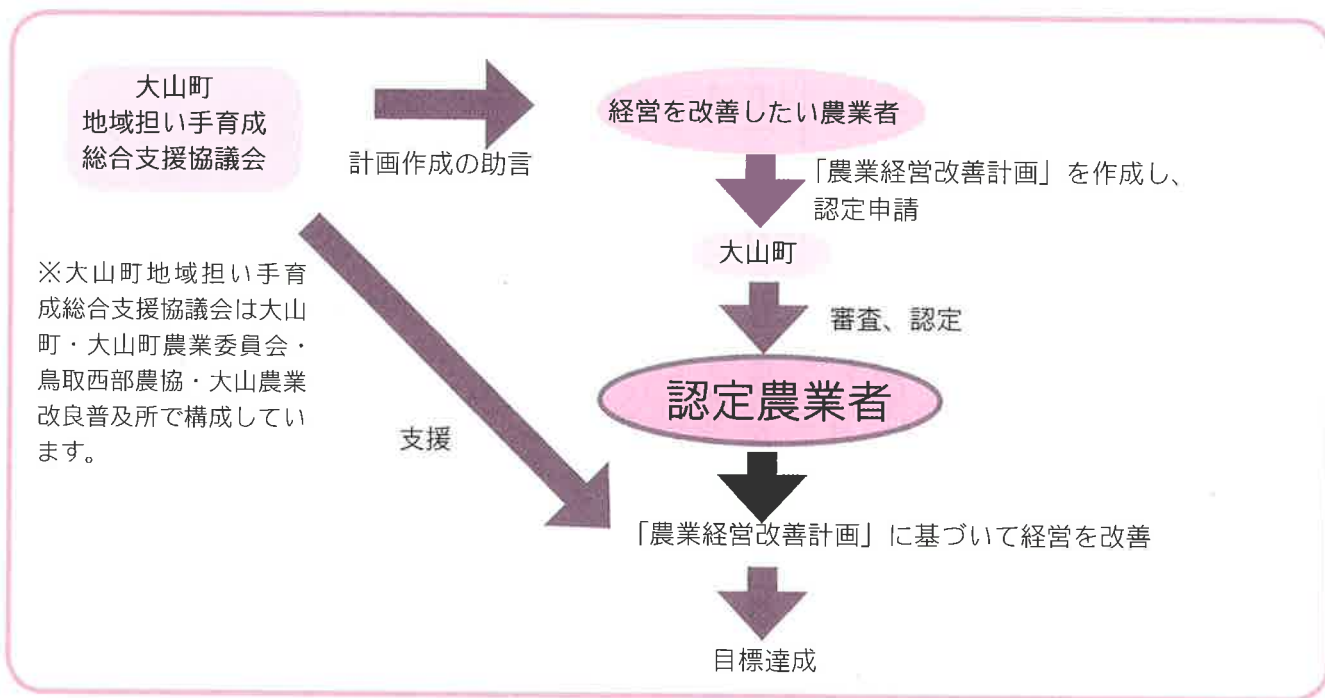 大山町
地域担い手育成
総合支援協議会
計画作成の助言
経営を改善したい農業者
「農業経営改善計画」を作成し、
認定申請
大山町
審査、認定
認定農業者
※大山町地域担い手育
成総合支援協議会は大山
町・大山町農業委員会・
鳥取西部農協・大山農業
改良普及所で構成してい
ます。
支援
「農業経営改善計画」に基づいて経営を改善
目標達成